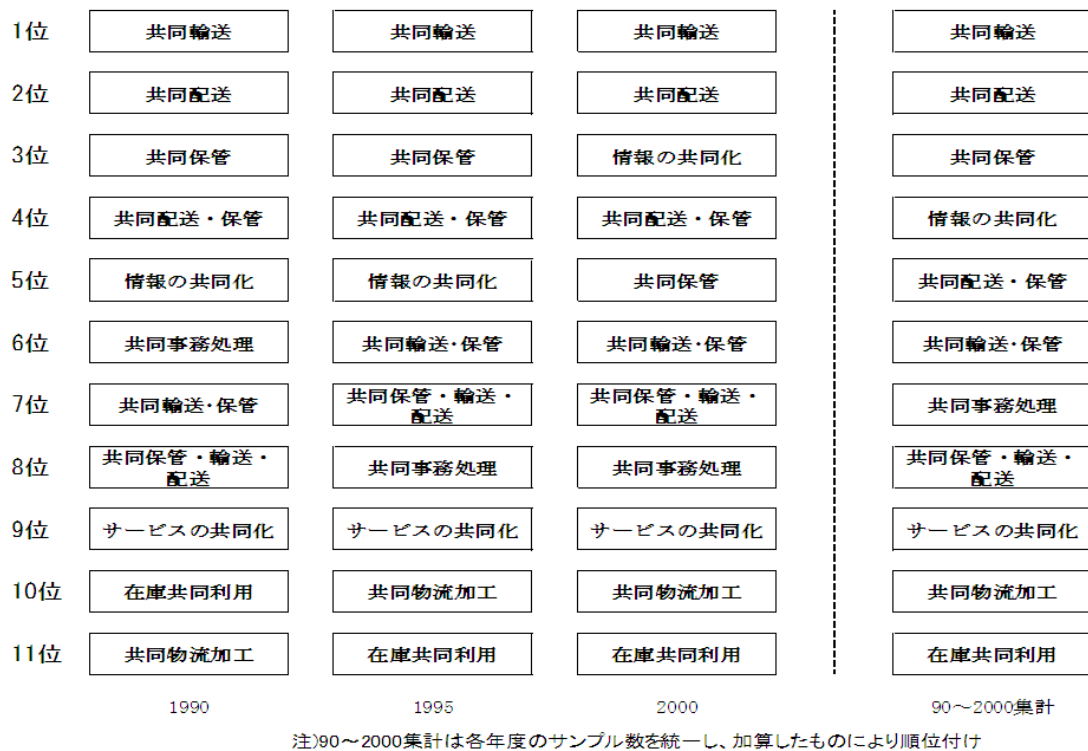 1位 共同輸送 共同輸送 共同輸送 共同輸送
2位 共同配送 共同配送 共同配送 共同配送
3位 共同保管 共同保管 情報の共同化 共同保管
4位 共同配送・保管 共同配送・保管 共同配送・保管 情報の共同化
5位 情報の共同化 情報の共同化 共同保管 共同配送・保管
6位 共同事務処理 共同輸送・保管 共同輸送・保管 共同輸送・保管
7位 共同輸送・保管 共同保管・輸送・ 共同保管・輸送・ 共同事務処理
配送 配送
8位 共同保管・輸送・ 共同事務処理 共同事務処理 共同保管・輸送・
配送 配送
9位 サービスの共同化 サービスの共同化 サービスの共同化 サービスの共同化
10位 在庫共同利用 共同物流加工 共同物流加工 共同物流加工
11位 共同物流加工 在庫共同利用 在庫共同利用 在庫共同利用
1990 1995 2000 90～2000集計
注)90～2000集計は各年度のサンプル数を統一し、加算したものにより順位付け